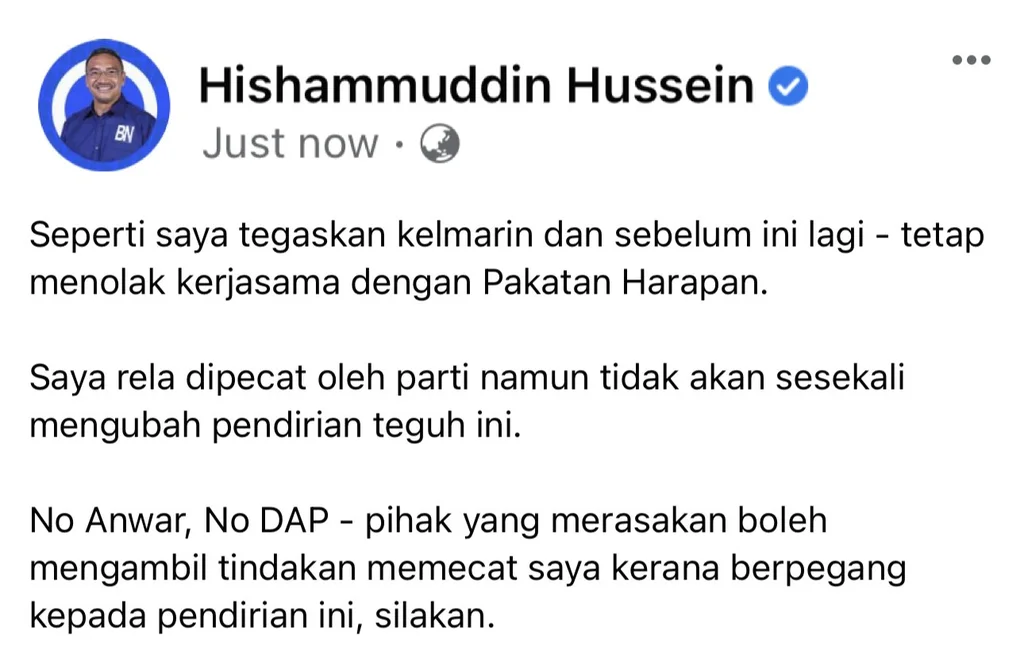 Hishammuddin Hussein
Just now ·
BN
Seperti saya tegaskan kelmarin dan sebelum ini lagi - tetap
menolak kerjasama dengan Pakatan Harapan.
Saya rela dipecat oleh parti namun tidak akan sesekali
mengubah pendirian teguh ini.
No Anwar, No DAP - pihak yang merasakan boleh
mengambil tindakan memecat saya kerana berpegang
kepada pendirian ini, silakan.